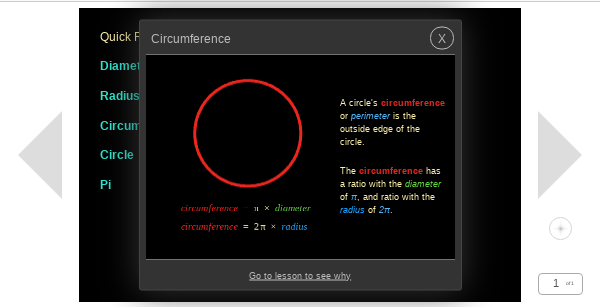 Quick R
Circumference
X
Diamet
Radius
Circum
Circle
Pi
A circle's circumference
or perimeter is the
outside edge of the
circle.
The circumference has
a ratio with the diameter
of π, and ratio with the
radius of 2π.
circumference = π × diameter
circumference = 2π × radius
Go to lesson to see why
1 of 1